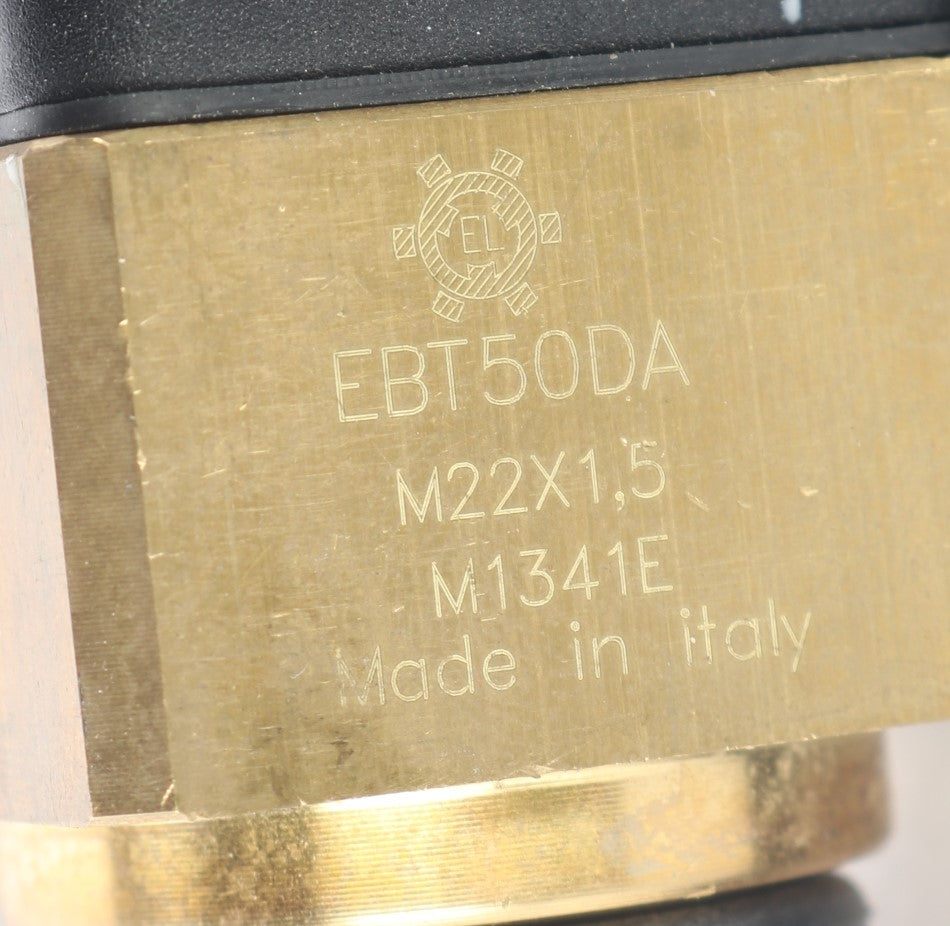 EL
EBT50DA
M22X1,5
M1341E
Made in italy